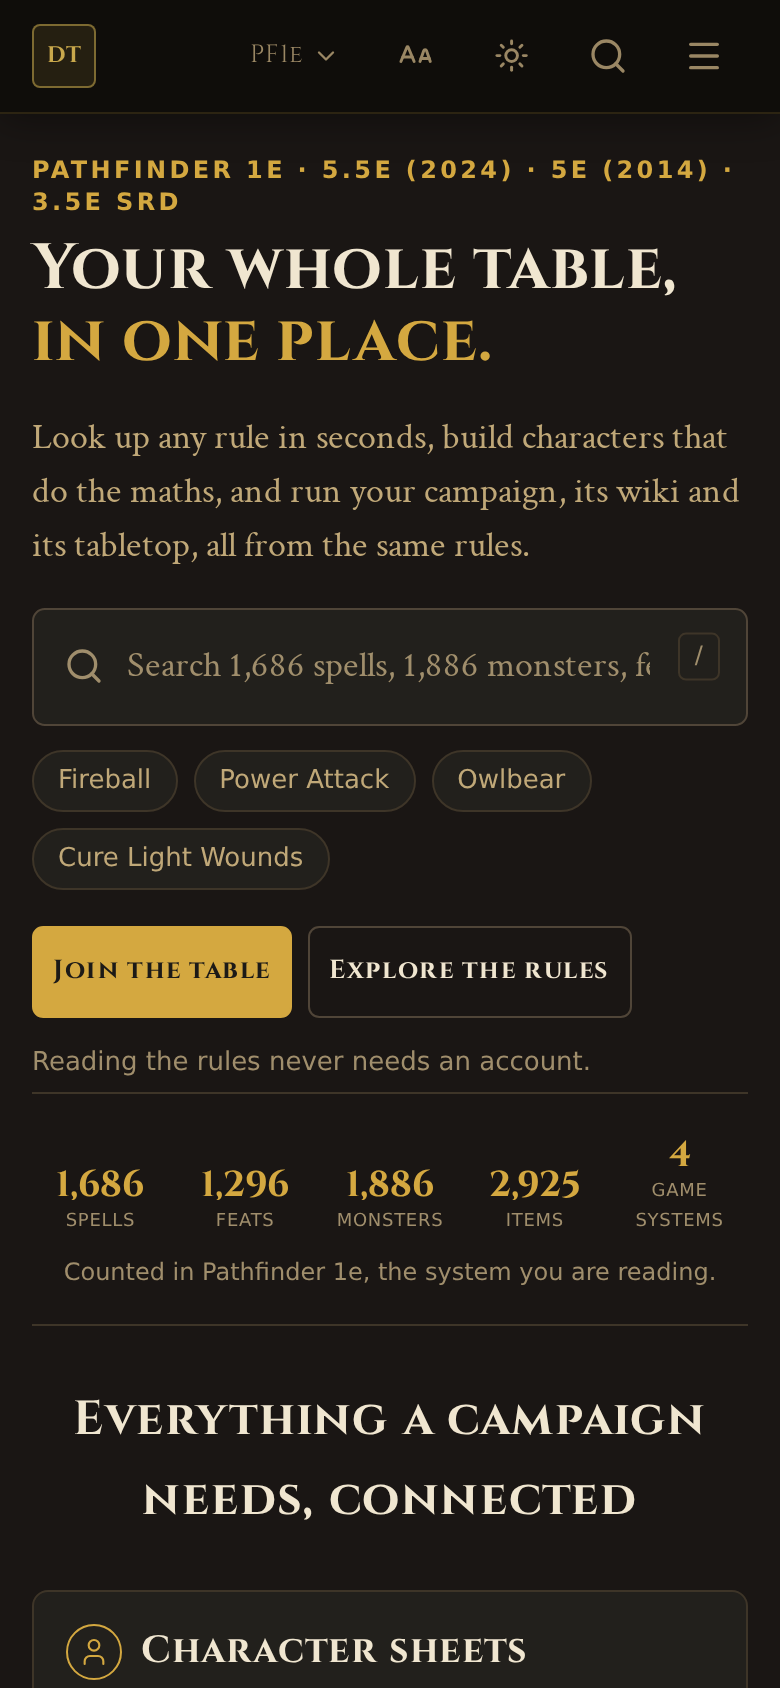 DT
PF1E
AA
PATHFINDER 1E · 5.5E (2024) · 5E (2014) ·
3.5E SRD
Your whole table,
in one place.
Look up any rule in seconds, build characters that
do the maths, and run your campaign, its wiki and
its tabletop, all from the same rules.
Search 1,686 spells, 1,886 monsters, fe
/
Fireball
Power Attack
Owlbear
Cure Light Wounds
Join the table
Explore the rules
Reading the rules never needs an account.
1,686
SPELLS
1,296
FEATS
1,886
MONSTERS
2,925
ITEMS
4
GAME
SYSTEMS
Counted in Pathfinder 1e, the system you are reading.
Everything a campaign
needs, connected
Character sheets